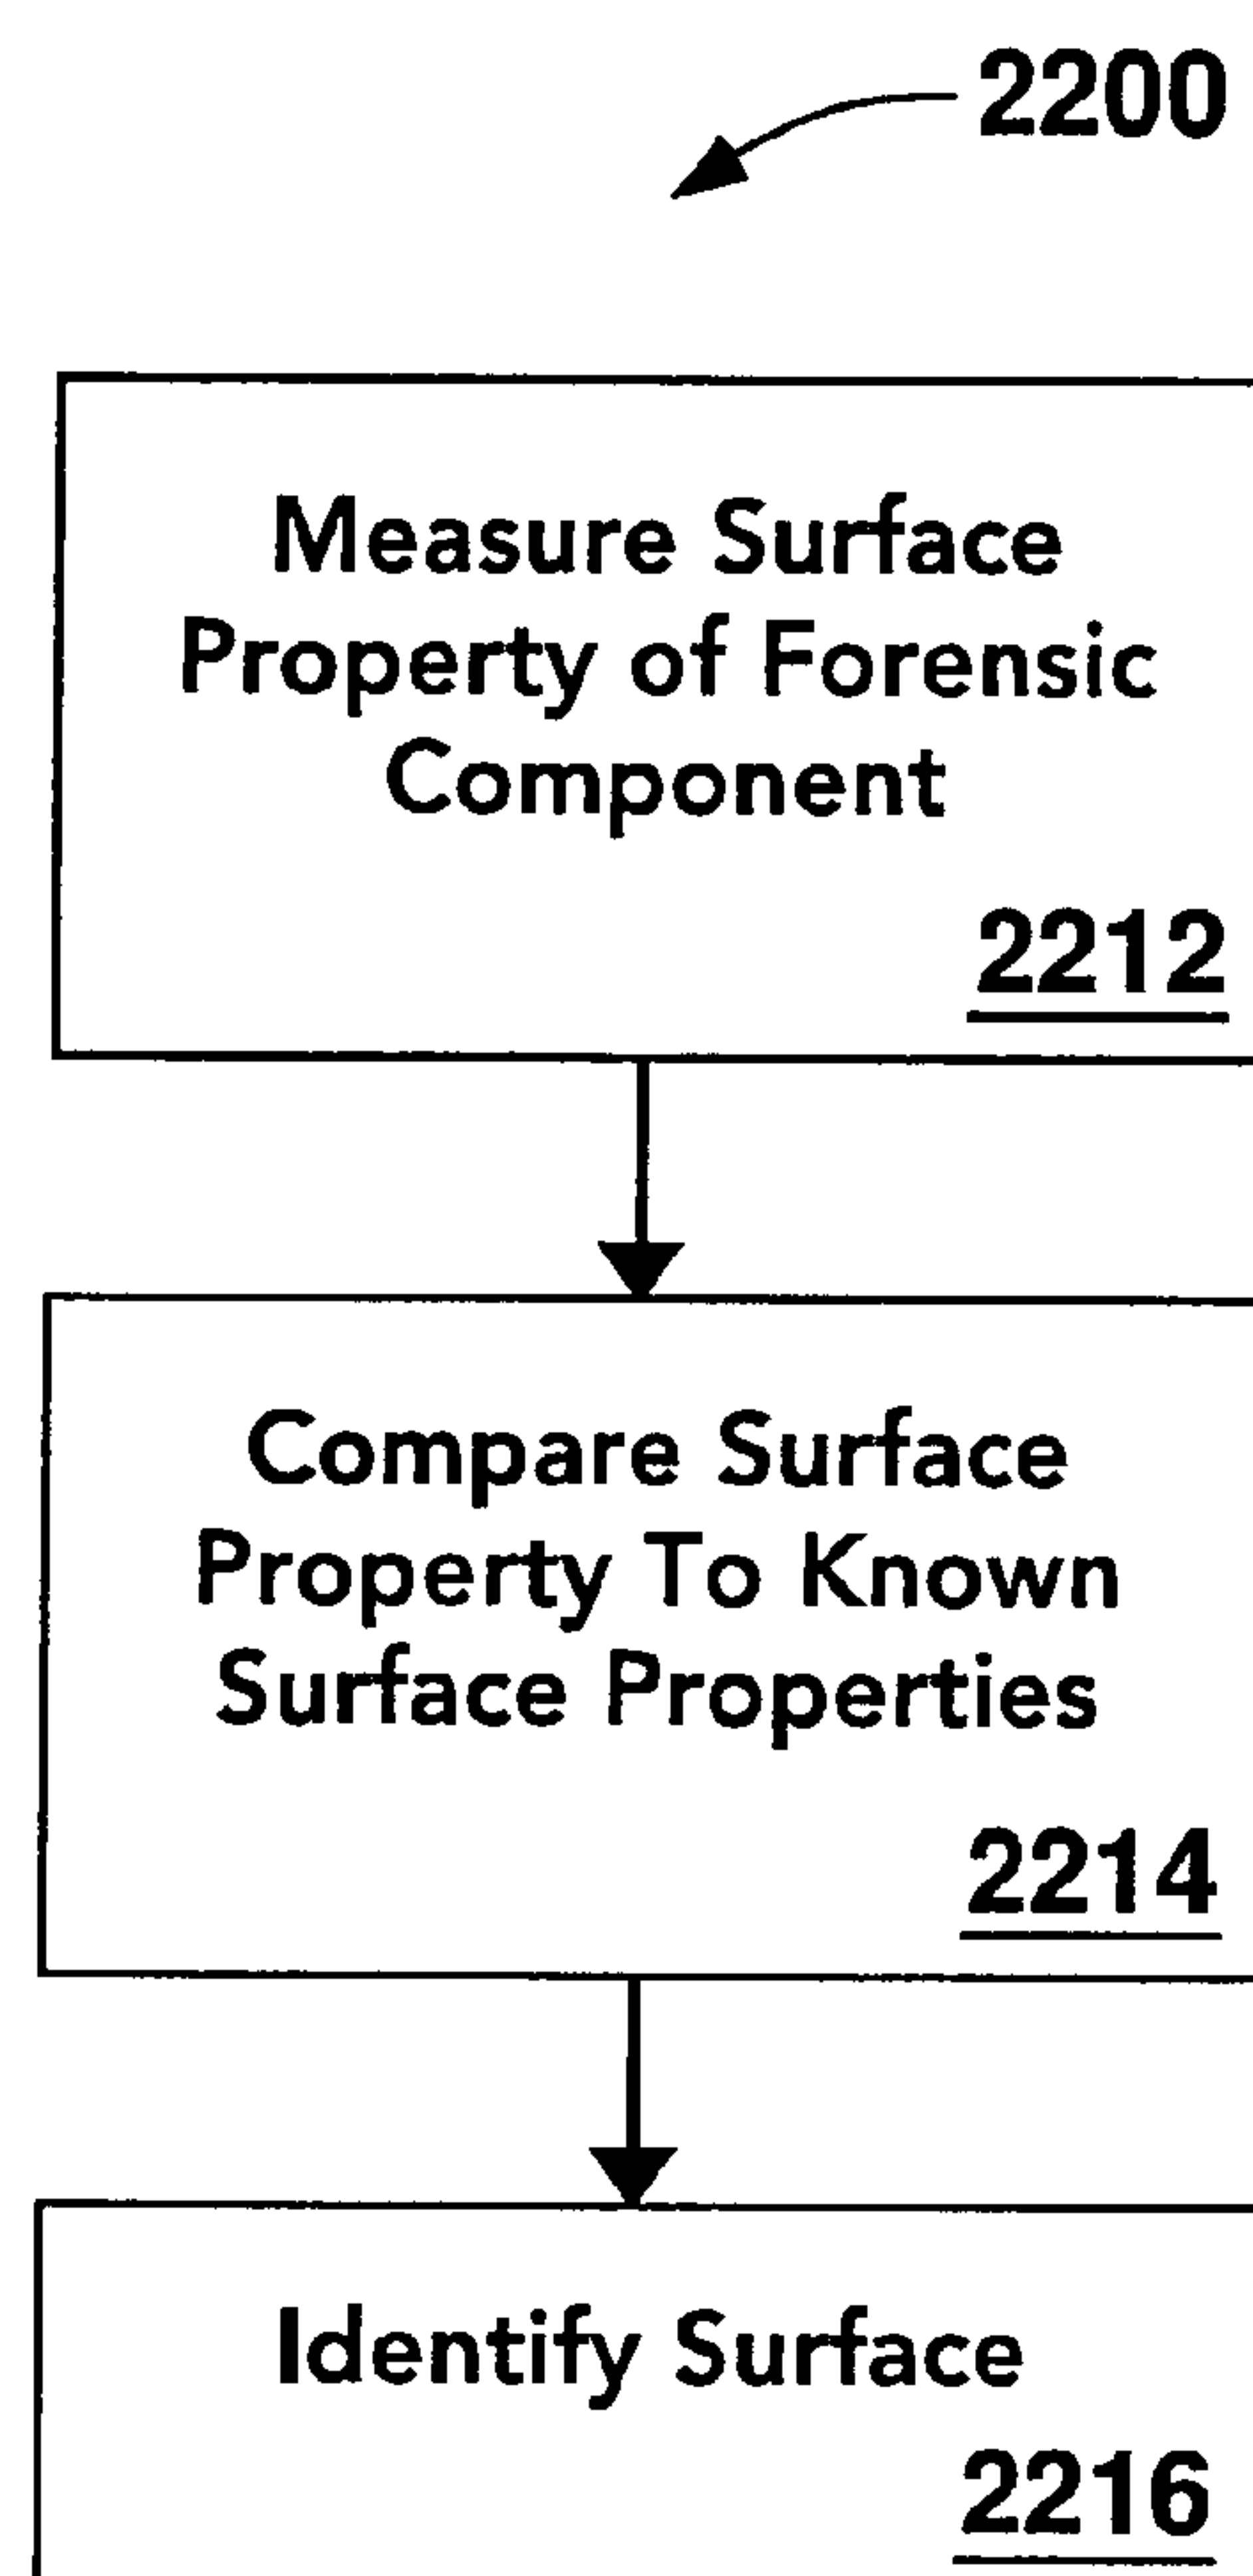 2200
Measure Surface
Property of Forensic
Component
2212
Compare Surface
Property To Known
Surface Properties
2214
Identify Surface
2216